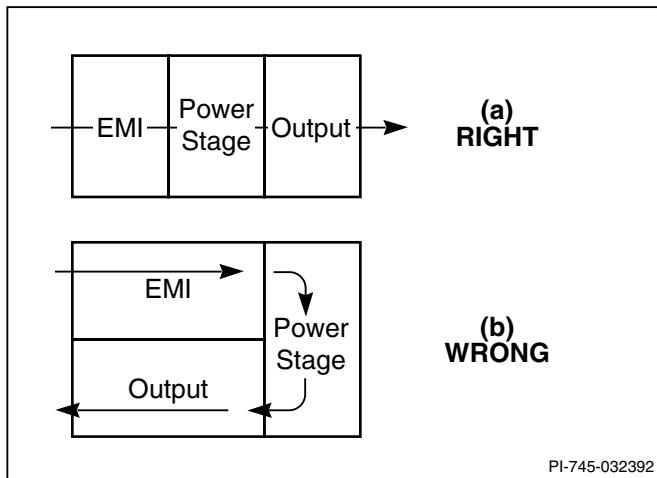 EMI
Power
Stage
Output
(a)
RIGHT
EMI
Power
Stage
Output
(b)
WRONG
PI-745-032392